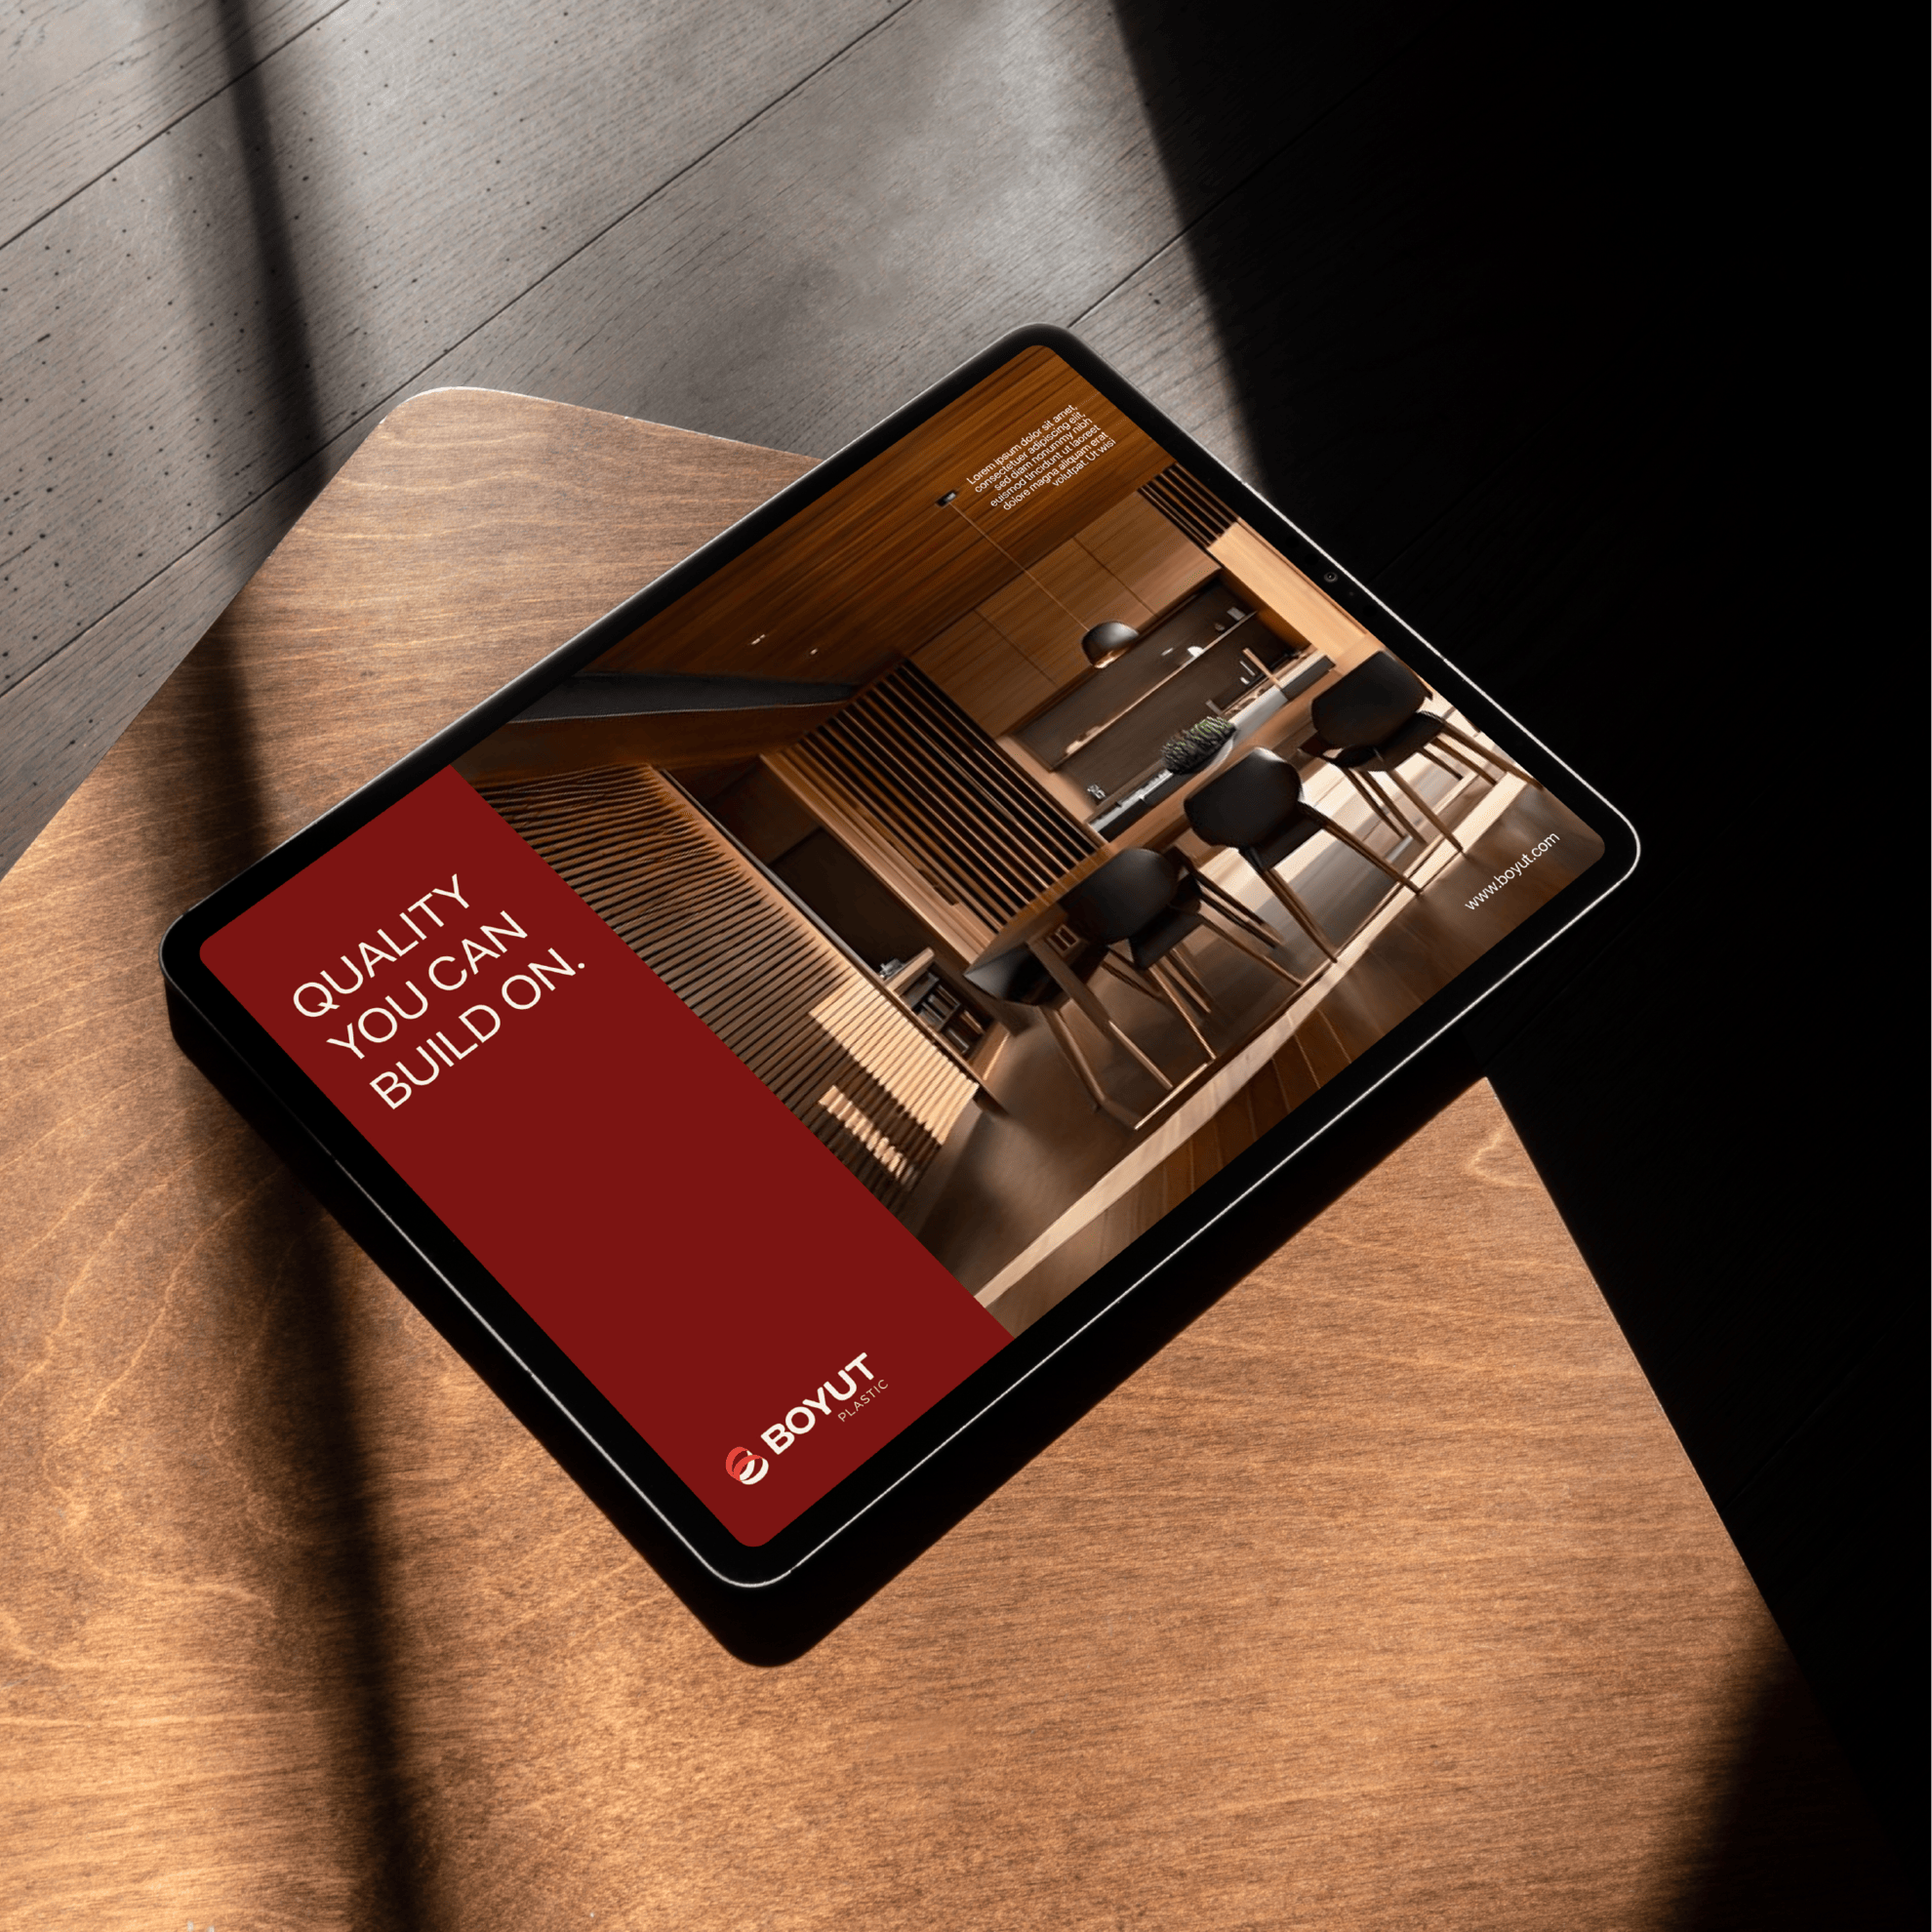 Lorem ipsum dolor sit amet,
consectetuer adipiscing elit,
sed diam nonummy nibh
euismod tincidunt ut laoreet
dolore magna aliquam erat
volutpat. Ut wisi
QUALITY
YOU CAN
BUILD ON.
www.boyut.com
BOYUT
PLASTIC